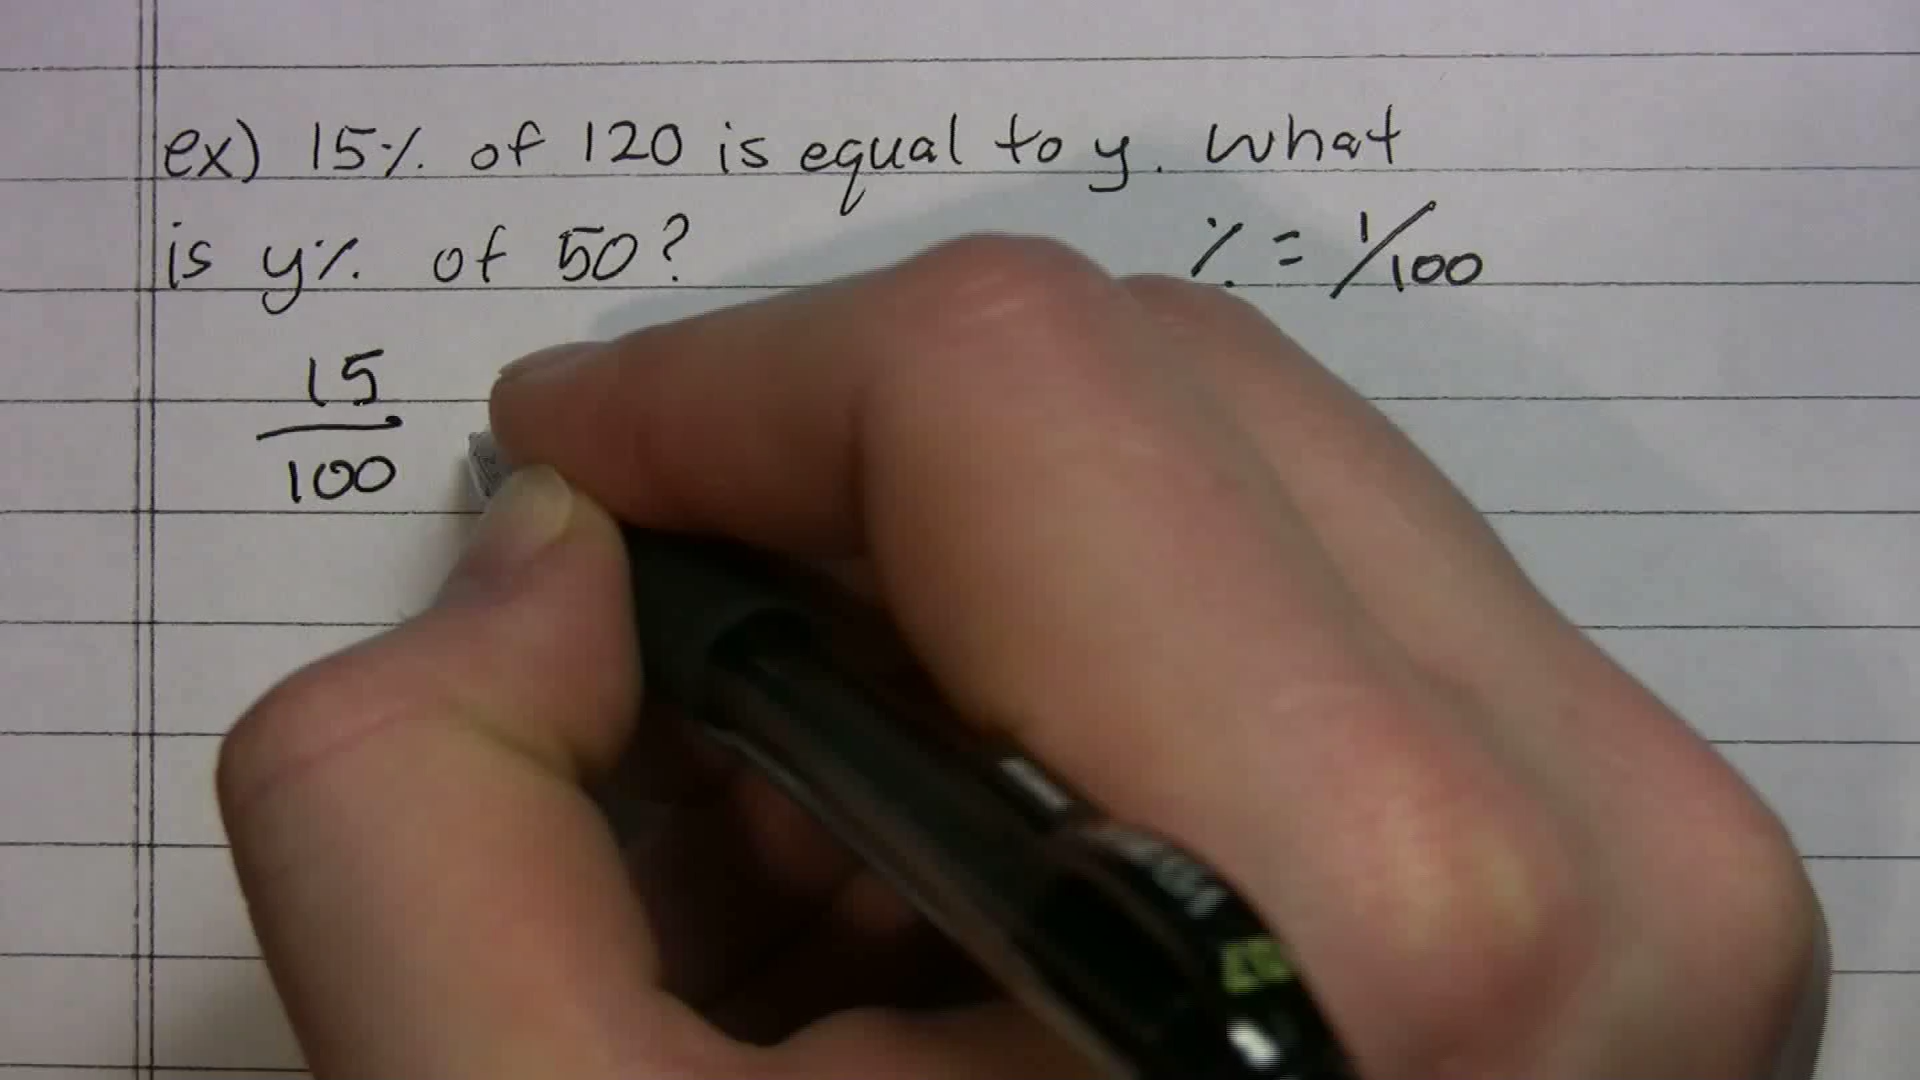 ex) 15% of 120 is equal to y. What
is y% of 50?
% = 1/100
15
100